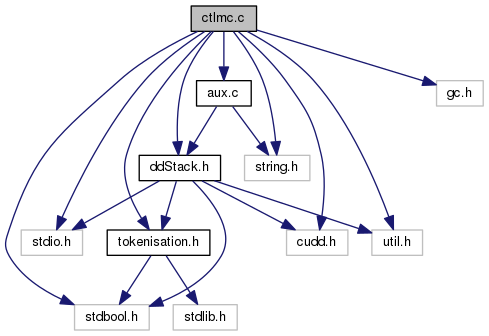 ctlmc.c
aux.c
gc.h
ddStack.h
string.h
stdio.h
tokenisation.h
cudd.h
util.h
stdbool.h
stdlib.h